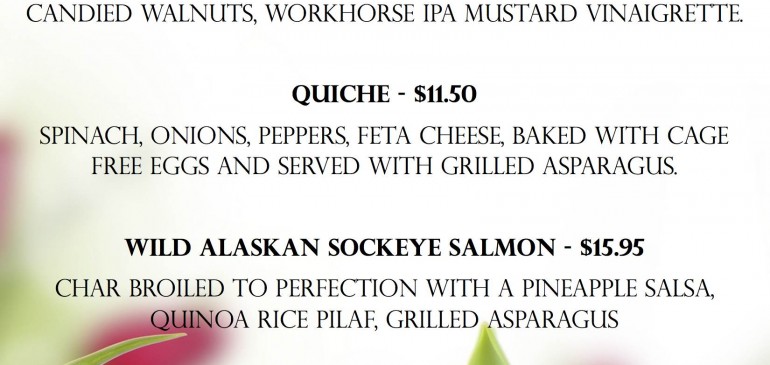 CANDIED WALNUTS, WORKHORSE IPA MUSTARD VINAIGRETTE.
QUICHE - $11.50
SPINACH, ONIONS, PEPPERS, FETA CHEESE, BAKED WITH CAGE
FREE EGGS AND SERVED WITH GRILLED ASPARAGUS.
WILD ALASKAN SOCKEYE SALMON - $15.95
CHAR BROILED TO PERFECTION WITH A PINEAPPLE SALSA,
QUINOA RICE PILAF, GRILLED ASPARAGUS